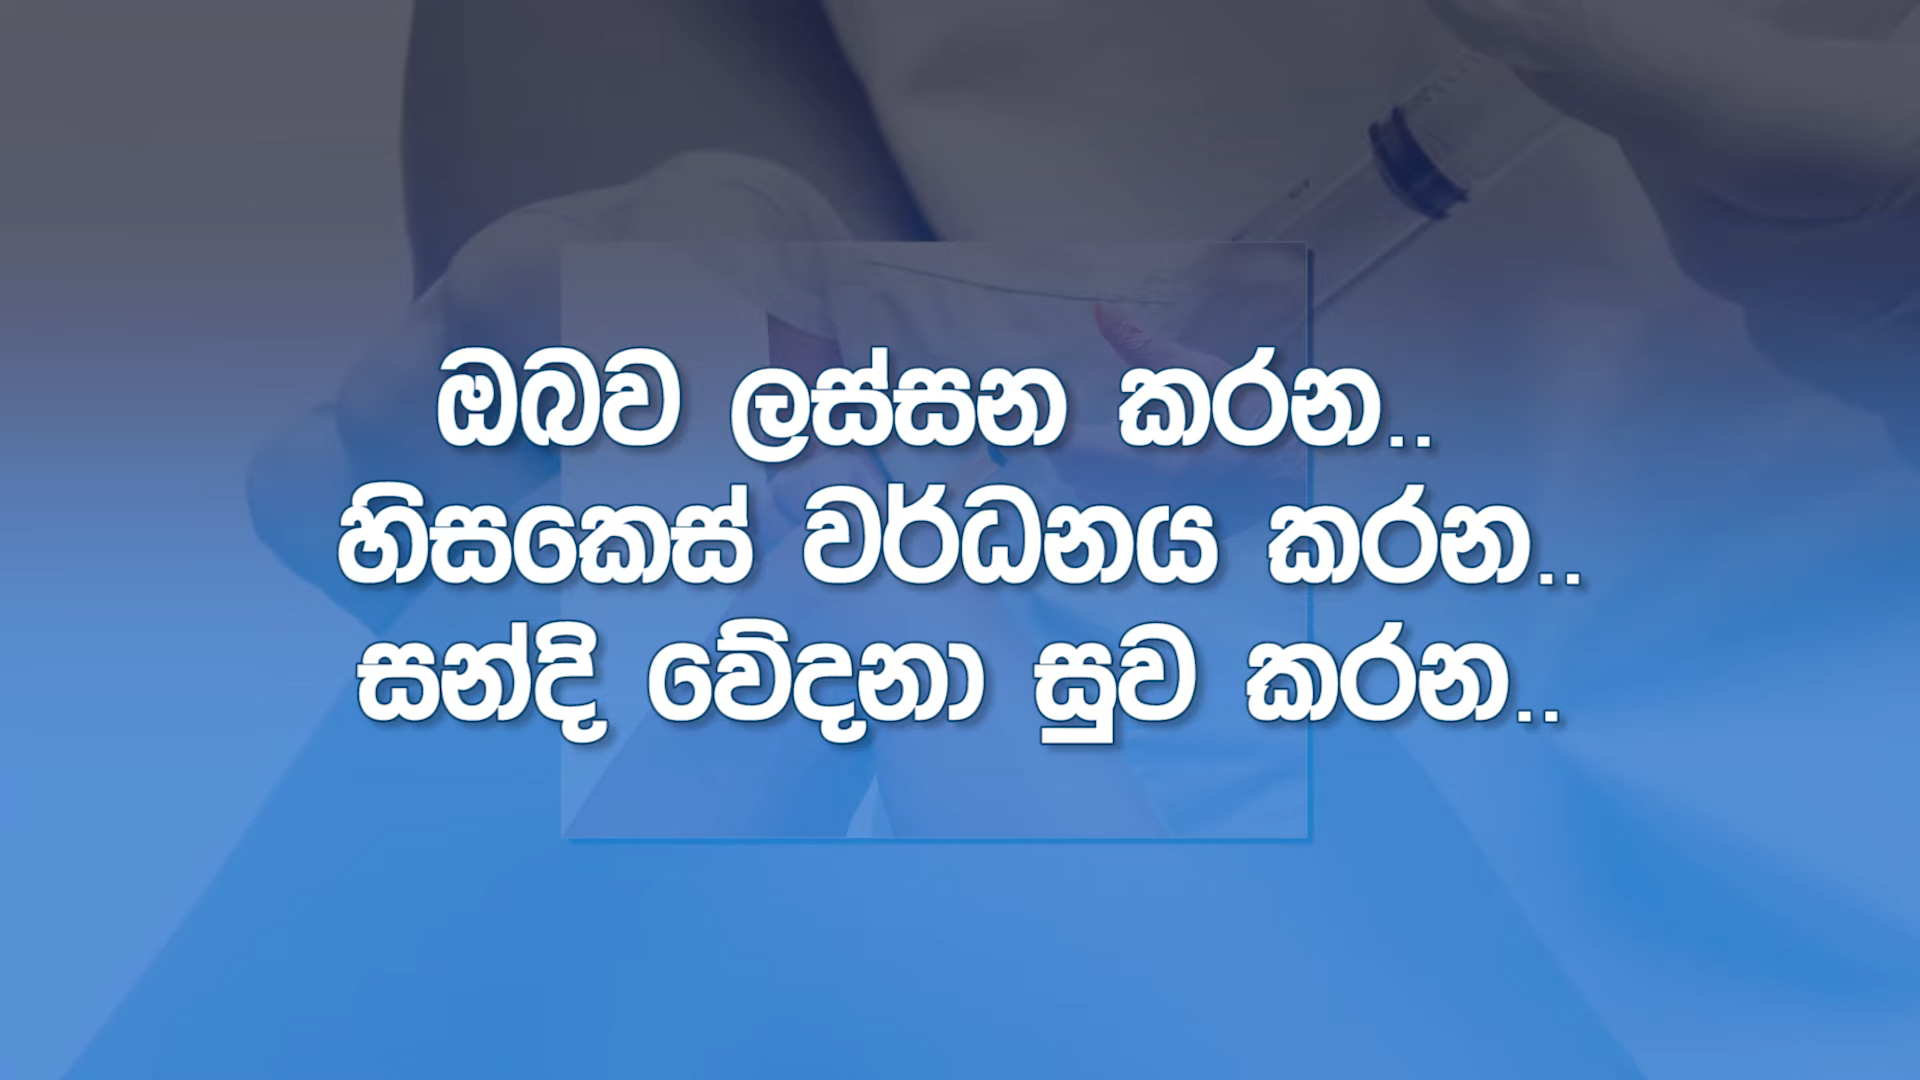 ඔබව ලස්සන කරන..
හිසකෙස් වර්ධනය කරන..
සන්දි වේදනා සුව කරන..